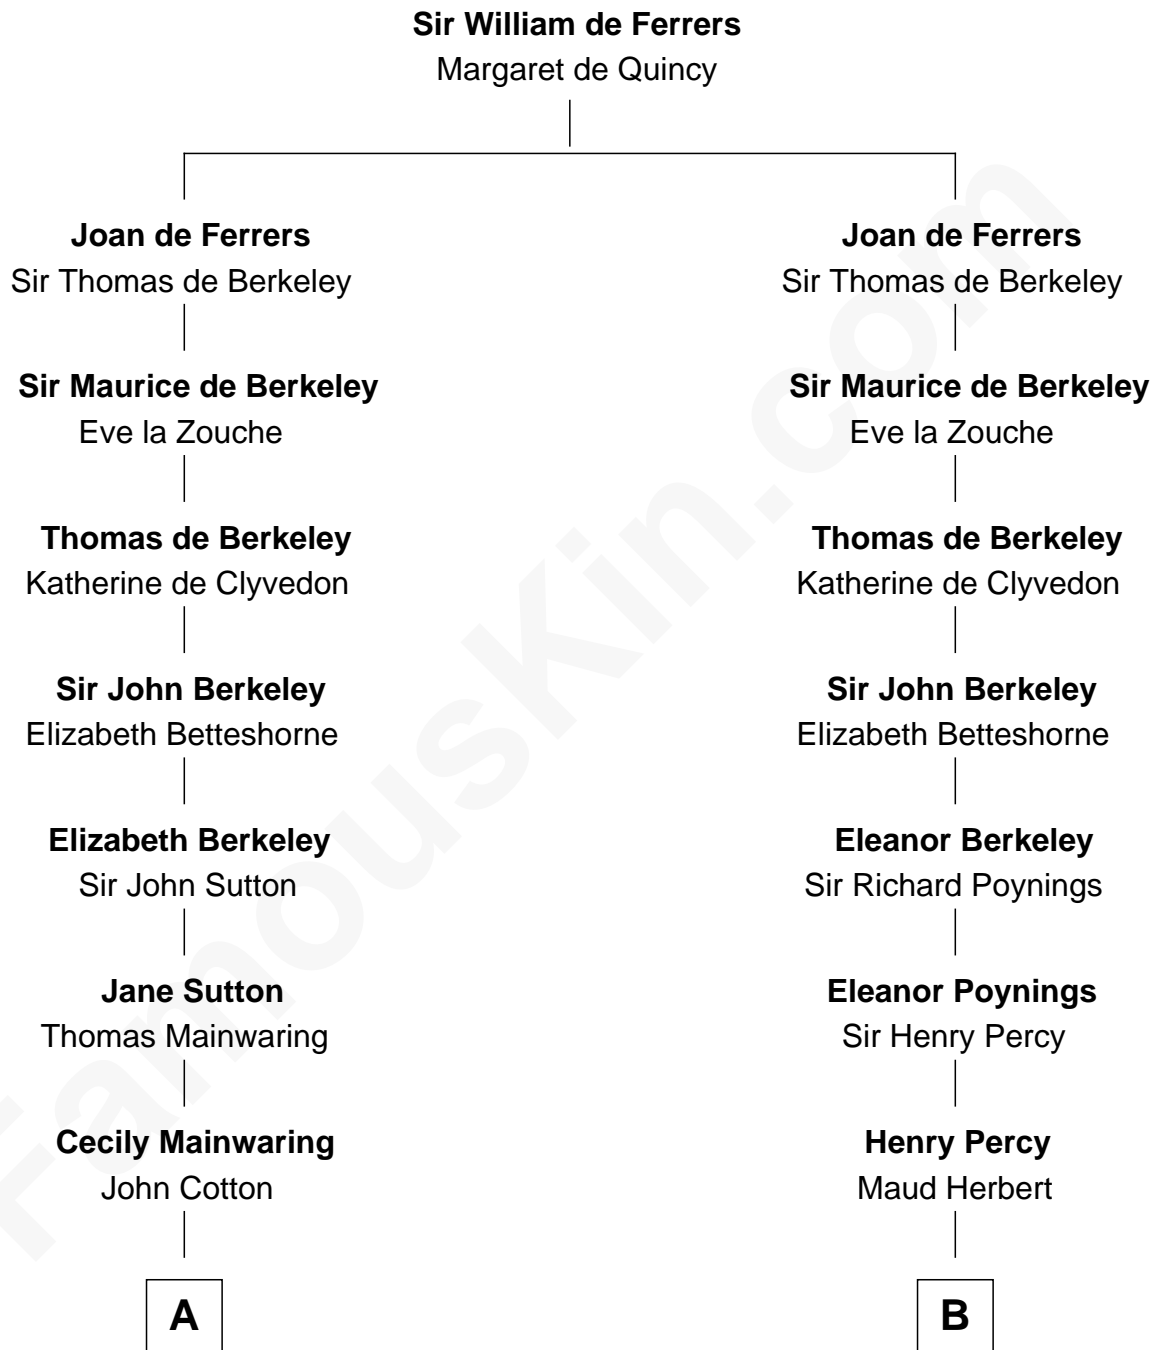 Sir William de Ferrers
Margaret de Quincy
Joan de Ferrers
Sir Thomas de Berkeley
Joan de Ferrers
Sir Thomas de Berkeley
Sir Maurice de Berkeley
Eve la Zouche
Sir Maurice de Berkeley
Eve la Zouche
Thomas de Berkeley
Katherine de Clyvedon
Thomas de Berkeley
Katherine de Clyvedon
Sir John Berkeley
Elizabeth Betteshorne
Sir John Berkeley
Elizabeth Betteshorne
Elizabeth Berkeley
Sir John Sutton
Eleanor Berkeley
Sir Richard Poynings
Jane Sutton
Thomas Mainwaring
Eleanor Poynings
Sir Henry Percy
Cecily Mainwaring
John Cotton
Henry Percy
Maud Herbert
A
B
FamousKin.com